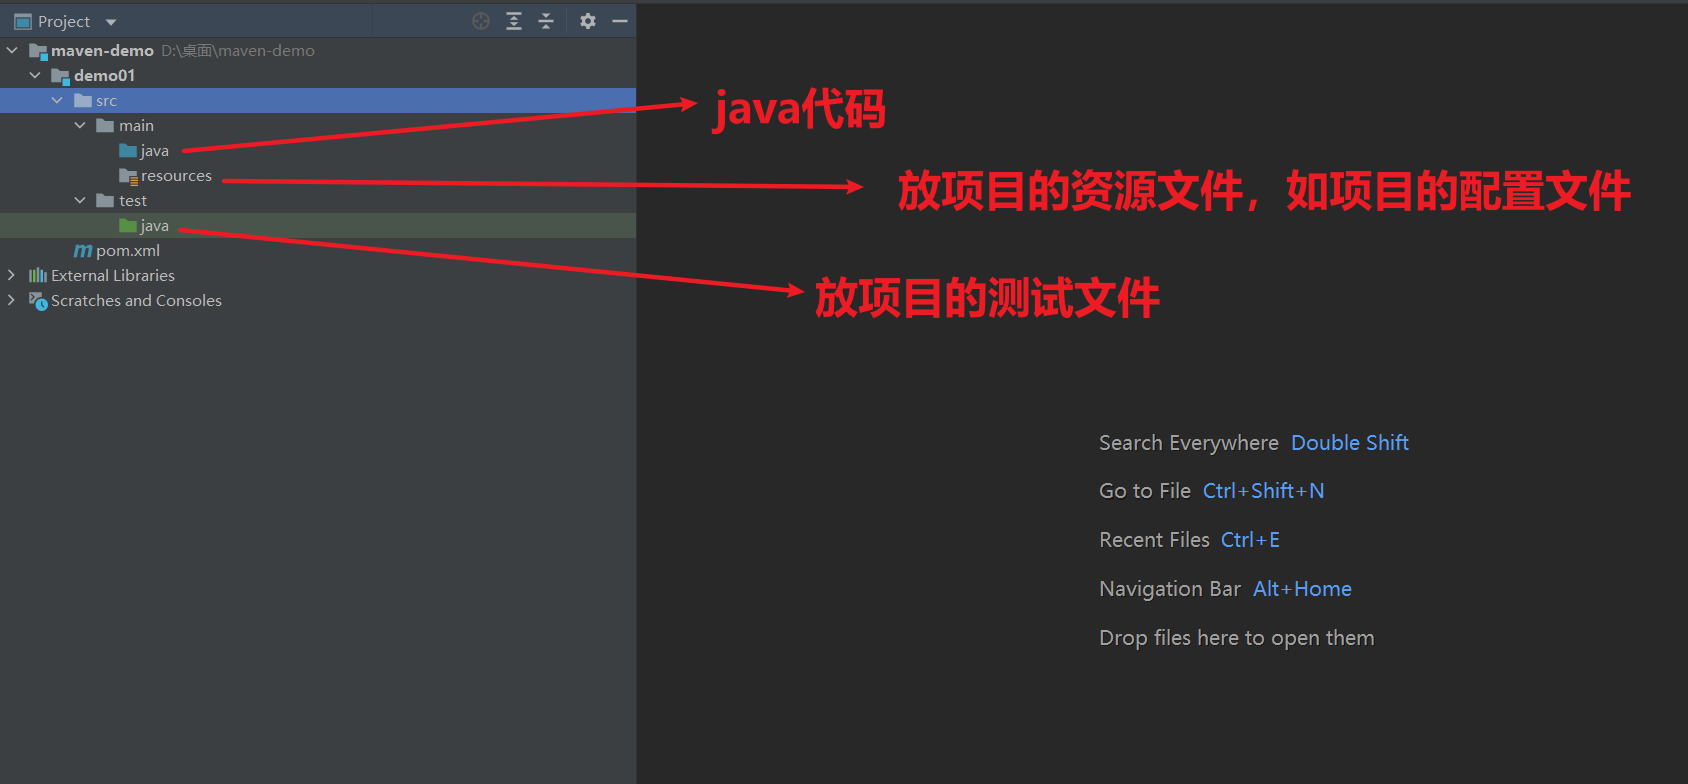 Project
maven-demo D:\桌面\maven-demo
demo01
src
main
java
resources
test
java
pom.xml
External Libraries
Scratches and Consoles
java代码
放项目的资源文件，如项目的配置文件
放项目的测试文件
Search Everywhere Double Shift
Go to File Ctrl+Shift+N
Recent Files Ctrl+E
Navigation Bar Alt+Home
Drop files here to open them